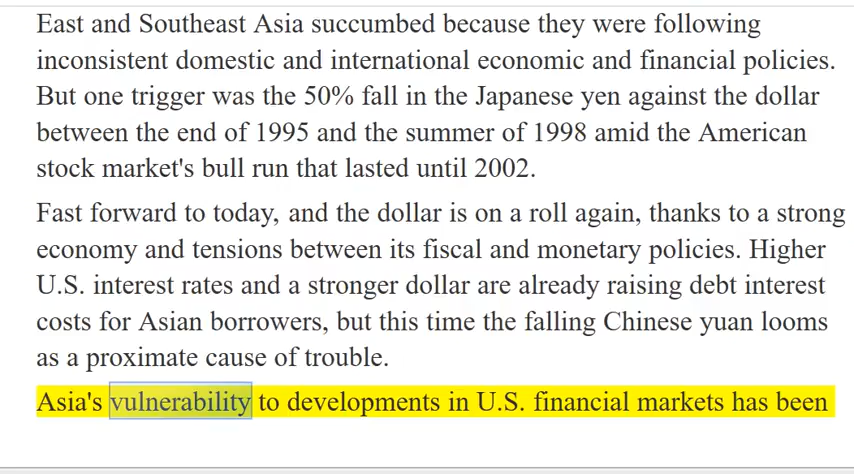 East and Southeast Asia succumbed because they were following
inconsistent domestic and international economic and financial policies.
But one trigger was the 50% fall in the Japanese yen against the dollar
between the end of 1995 and the summer of 1998 amid the American
stock market's bull run that lasted until 2002.
Fast forward to today, and the dollar is on a roll again, thanks to a strong
economy and tensions between its fiscal and monetary policies. Higher
U.S. interest rates and a stronger dollar are already raising debt interest
costs for Asian borrowers, but this time the falling Chinese yuan looms
as a proximate cause of trouble.
Asia's vulnerability to developments in U.S. financial markets has been